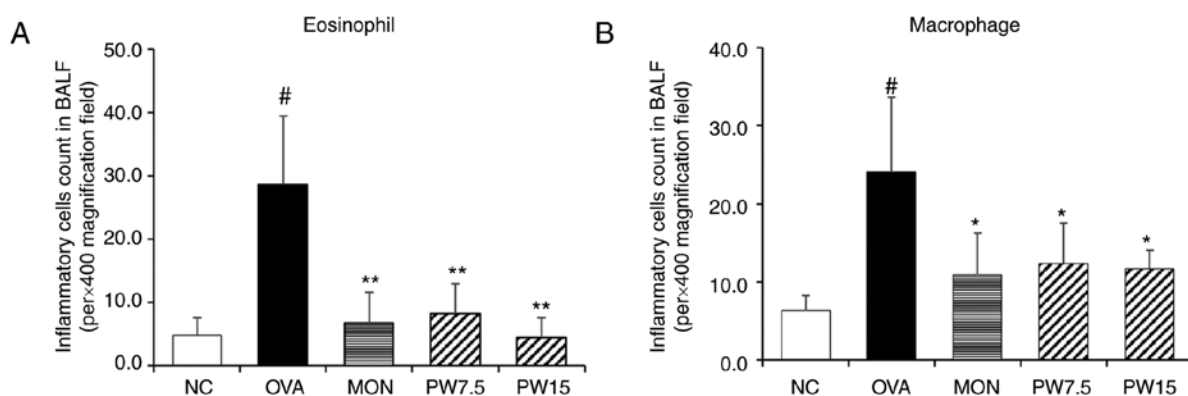 A
Eosinophil
Inflammatory cells count in BALF
(per×400 magnification field)
50.0
40.0
30.0
20.0
10.0
0.0
#
**
**
**
NC OVA MON PW7.5 PW15
B
Macrophage
Inflammatory cells count in BALF
(per×400 magnification field)
40.0
30.0
20.0
10.0
0.0
#
*
*
*
NC OVA MON PW7.5 PW15